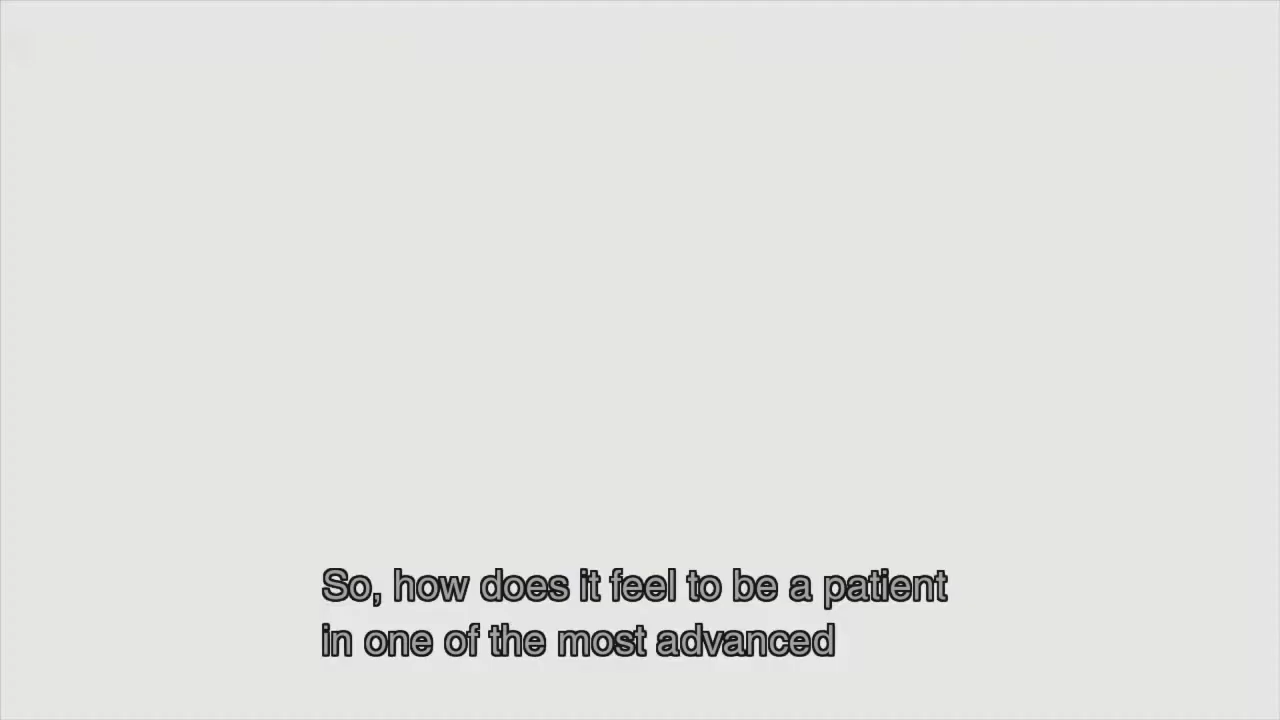 So, how does it feel to be a patient
in one of the most advanced